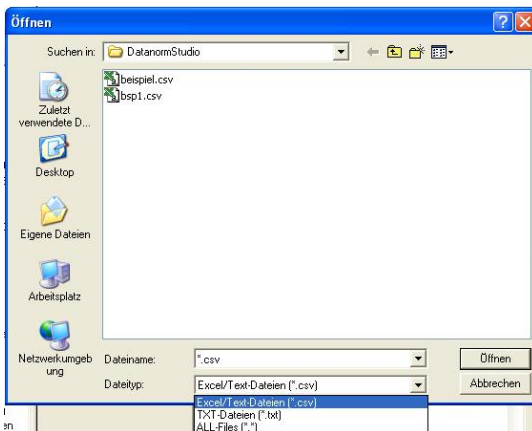 Öffnen
Suchen in:
DatanormStudio
beispiel.csv
bsp1.csv
Zuletzt
verwendete D...
Desktop
Eigene Dateien
Arbeitsplatz
Netzwerkumgeb
ung
Dateiname:
*.csv
Öffnen
Dateityp:
Excel/Text-Dateien (*.csv)
Abbrechen
Excel/Text-Dateien (*.csv)
TXT-Dateien (*.txt)
ALL-Files (*.*)
en